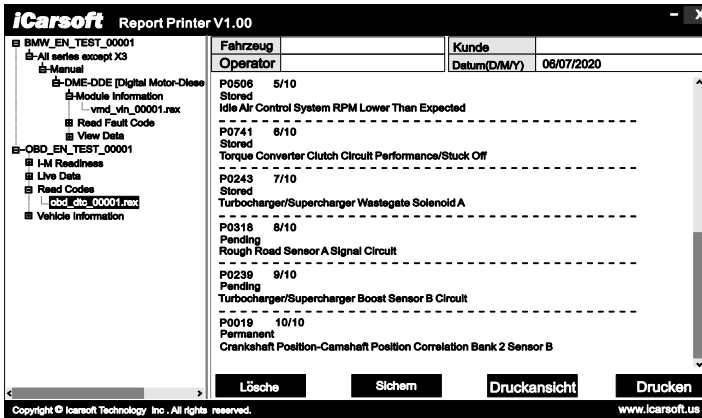 iCarsoft Report Printer V1.00
BMW_EN_TEST_00001
All series except X3
Manual
DME-DDE [Digital Motor-Diese
Module Information
vmd_vin_00001.rex
Read Fault Code
View Data
OBD_EN_TEST_00001
I-M Readiness
Live Data
Read Codes
obd_dtc_00001.rex
Vehicle Information
Fahrzeug
Kunde
Operator
Datum(D/M/Y) 06/07/2020
P0506 5/10
Stored
Idle Air Control System RPM Lower Than Expected
P0741 6/10
Stored
Torque Converter Clutch Circuit Performance/Stuck Off
P0243 7/10
Stored
Turbocharger/Supercharger Wastegate Solenoid A
P0318 8/10
Pending
Rough Road Sensor A Signal Circuit
P0239 9/10
Pending
Turbocharger/Supercharger Boost Sensor B Circuit
P0019 10/10
Permanent
Crankshaft Position-Camshaft Position Correlation Bank 2 Sensor B
Lösche
Sichern
Druckansicht
Drucken
Copyright © Icarsoft Technology Inc . All rights reserved.
www.icarsoft.us